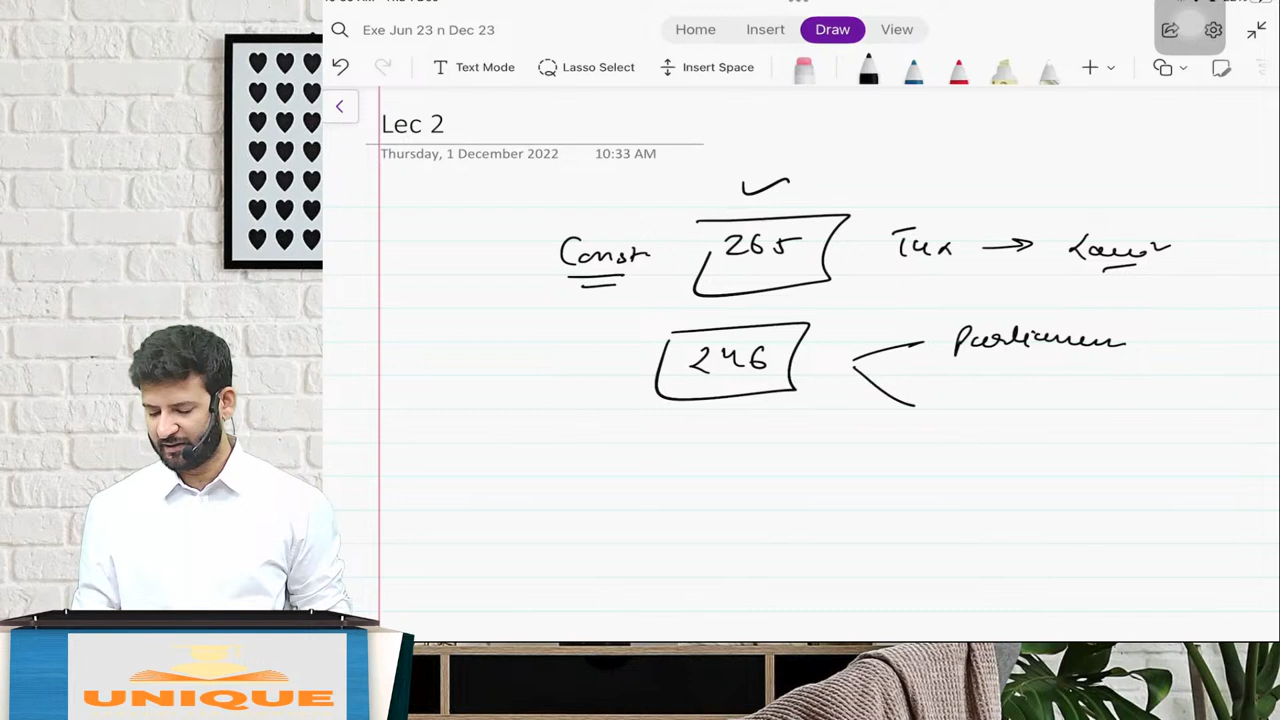 Exe Jun 23 n Dec 23
Home Insert Draw View
Text Mode Lasso Select Insert Space
Lec 2
Thursday, 1 December 2022 10:33 AM
Const 265 Tax → Law
246 Parliamen
UNIQUE